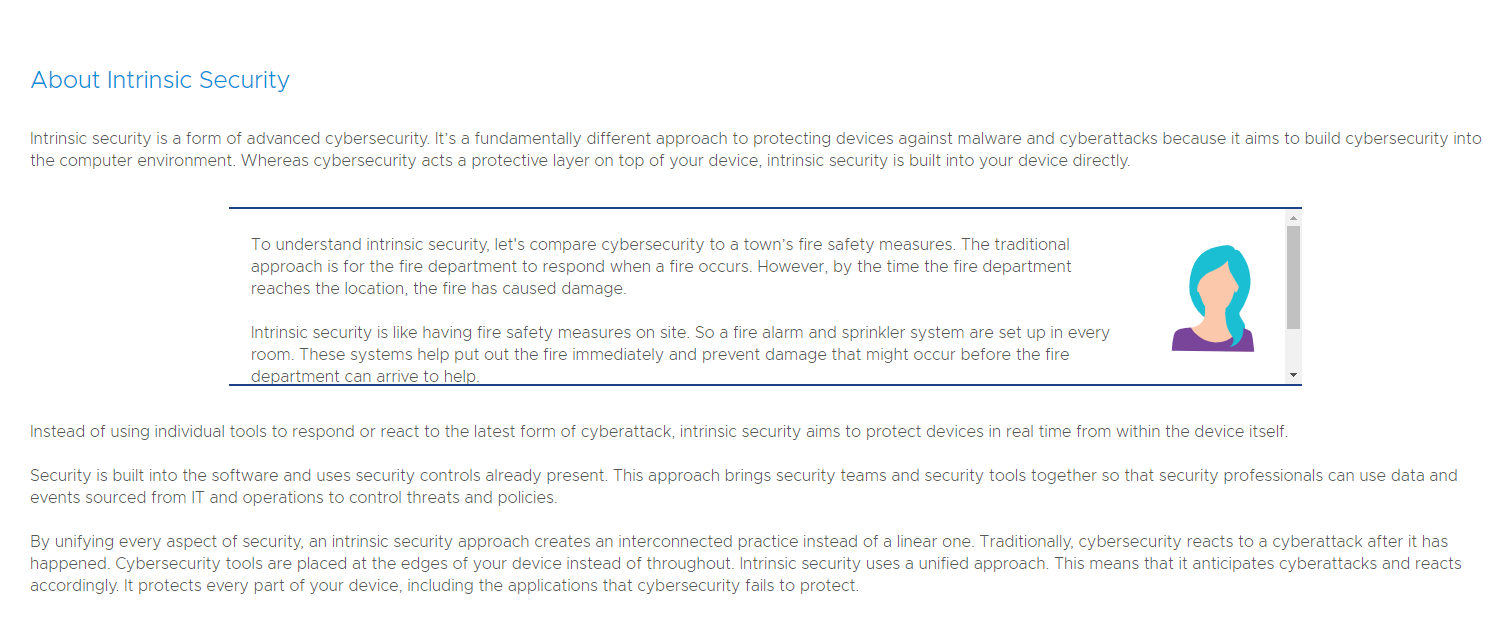 About Intrinsic Security
Intrinsic security is a form of advanced cybersecurity. It's a fundamentally different approach to protecting devices against malware and cyberattacks because it aims to build cybersecurity into
the computer environment. Whereas cybersecurity acts a protective layer on top of your device, intrinsic security is built into your device directly.
To understand intrinsic security, let's compare cybersecurity to a town's fire safety measures. The traditional
approach is for the fire department to respond when a fire occurs. However, by the time the fire department
reaches the location, the fire has caused damage.
Intrinsic security is like having fire safety measures on site. So a fire alarm and sprinkler system are set up in every
room. These systems help put out the fire immediately and prevent damage that might occur before the fire
department can arrive to help.
Instead of using individual tools to respond or react to the latest form of cyberattack, intrinsic security aims to protect devices in real time from within the device itself.
Security is built into the software and uses security controls already present. This approach brings security teams and security tools together so that security professionals can use data and
events sourced from IT and operations to control threats and policies.
By unifying every aspect of security, an intrinsic security approach creates an interconnected practice instead of a linear one. Traditionally, cybersecurity reacts to a cyberattack after it has
happened. Cybersecurity tools are placed at the edges of your device instead of throughout. Intrinsic security uses a unified approach. This means that it anticipates cyberattacks and reacts
accordingly. It protects every part of your device, including the applications that cybersecurity fails to protect.